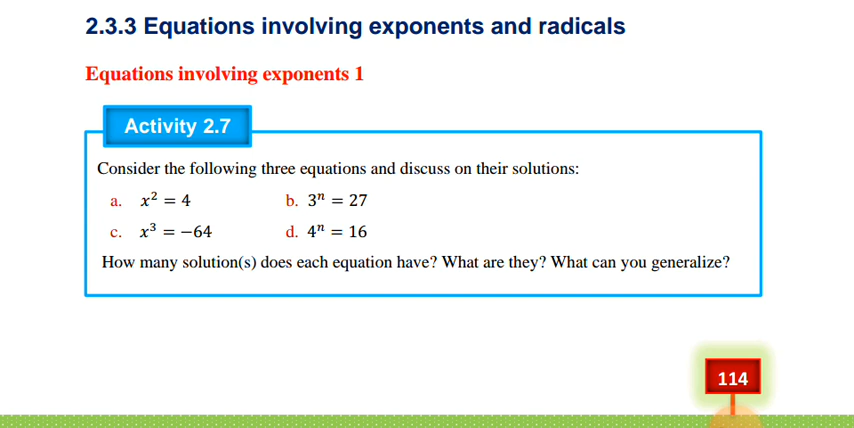 2.3.3 Equations involving exponents and radicals
Equations involving exponents 1
Activity 2.7
Consider the following three equations and discuss on their solutions:
a. x² = 4 b. 3ⁿ = 27
c. x³ = −64 d. 4ⁿ = 16
How many solution(s) does each equation have? What are they? What can you generalize?
114